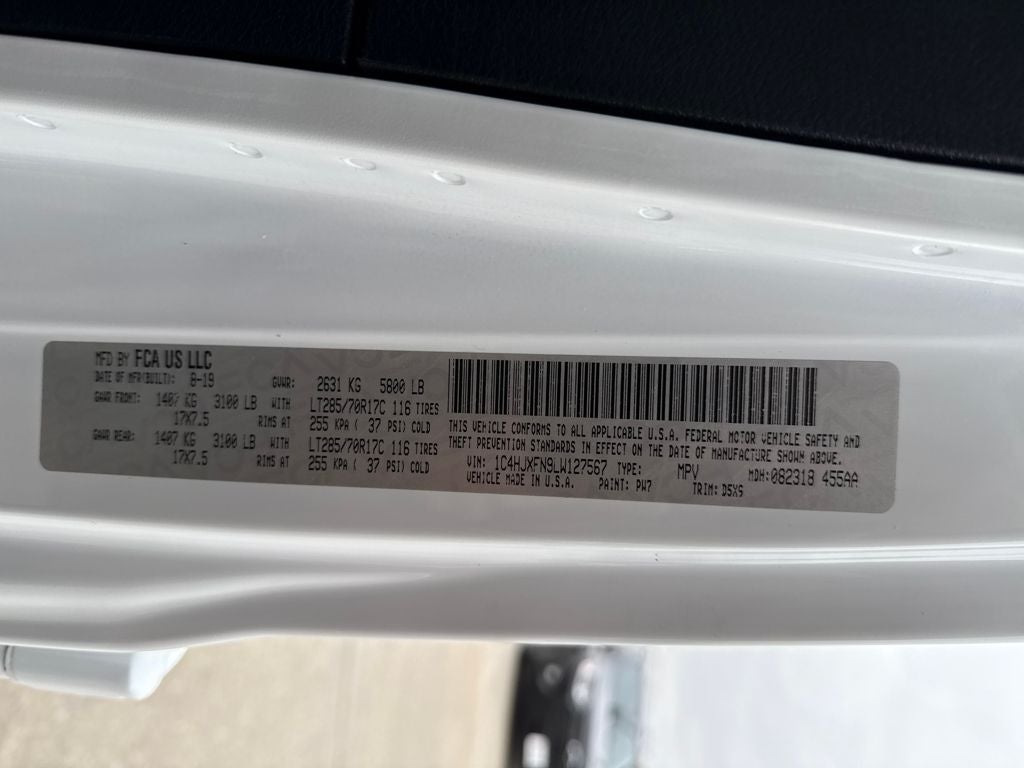 MFD BY FCA US LLC
DATE OF MFR(BUILT): 8-19 GVWR: 2631 KG 5800 LB
GAWR FRONT: 1407 KG 3100 LB WITH LT285/70R17C 116 TIRES
17X7.5 RIMS AT 255 KPA ( 37 PSI) COLD
GAWR REAR: 1407 KG 3100 LB WITH LT285/70R17C 116 TIRES
17X7.5 RIMS AT 255 KPA ( 37 PSI) COLD
THIS VEHICLE CONFORMS TO ALL APPLICABLE U.S.A. FEDERAL MOTOR VEHICLE SAFETY AND
THEFT PREVENTION STANDARDS IN EFFECT ON THE DATE OF MANUFACTURE SHOWN ABOVE.
VIN: 1C4HJXFN9LW127567 TYPE: MPV MDH:082318 455AA
VEHICLE MADE IN U.S.A. PAINT: PW7 TRIM: D5X9